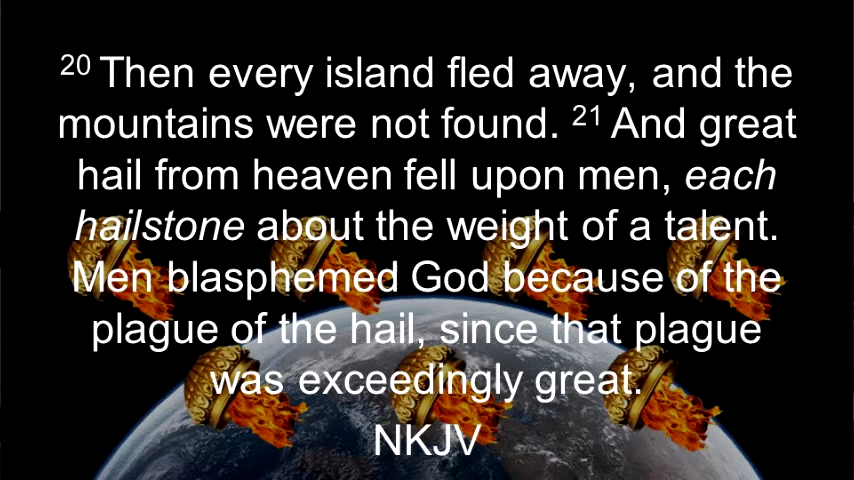 20 Then every island fled away, and the
mountains were not found. 21 And great
hail from heaven fell upon men, each
hailstone about the weight of a talent.
Men blasphemed God because of the
plague of the hail, since that plague
was exceedingly great.
NKJV